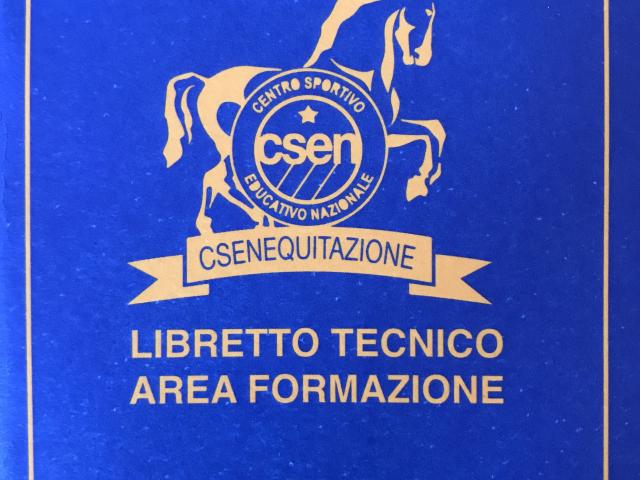 CENTRO SPORTIVO
csen
EDUCATIVO NAZIONALE
CSENEQUITAZIONE
LIBRETTO TECNICO
AREA FORMAZIONE